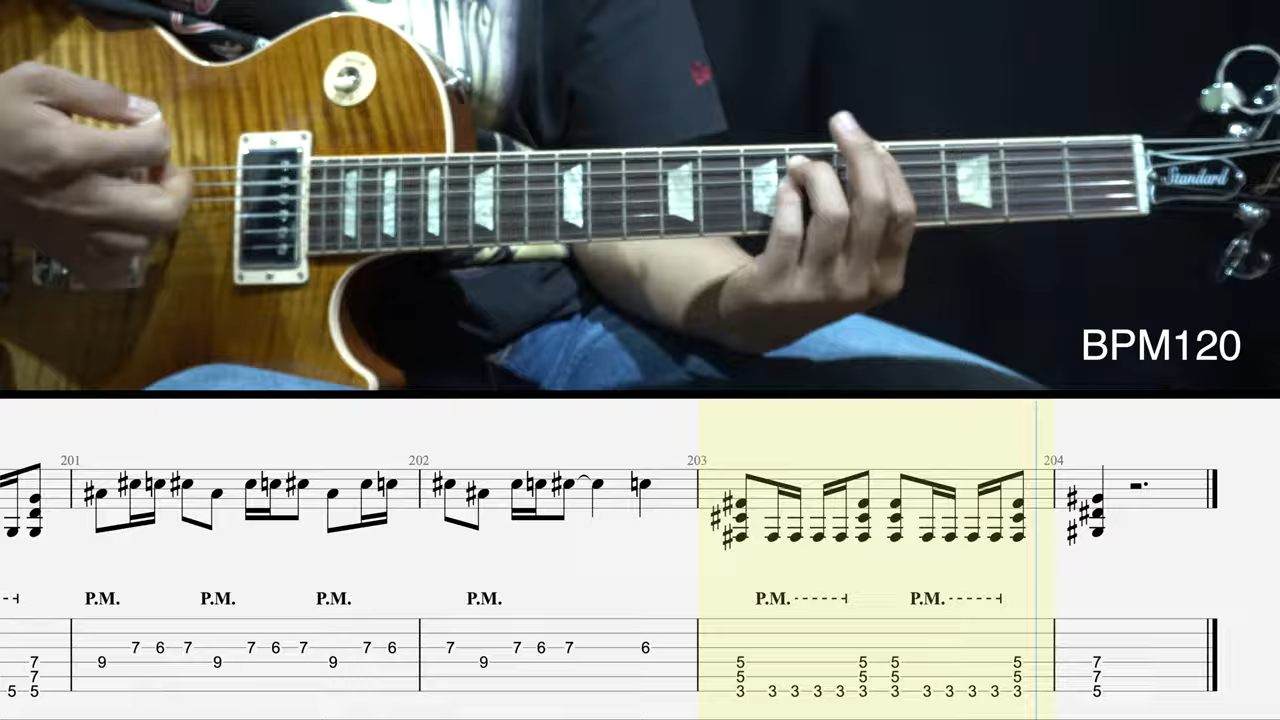 Standard
BPM120
201 202 203 204
P.M. P.M. P.M. P.M. P.M. P.M.
7 6 7 7 6 7 7 6 7 7 6 7 6
7 9 9 9 9 5 5 5 5 7
7 5 5 5 5 7
5 5 3 3 3 3 3 3 3 3 3 3 3 3 5